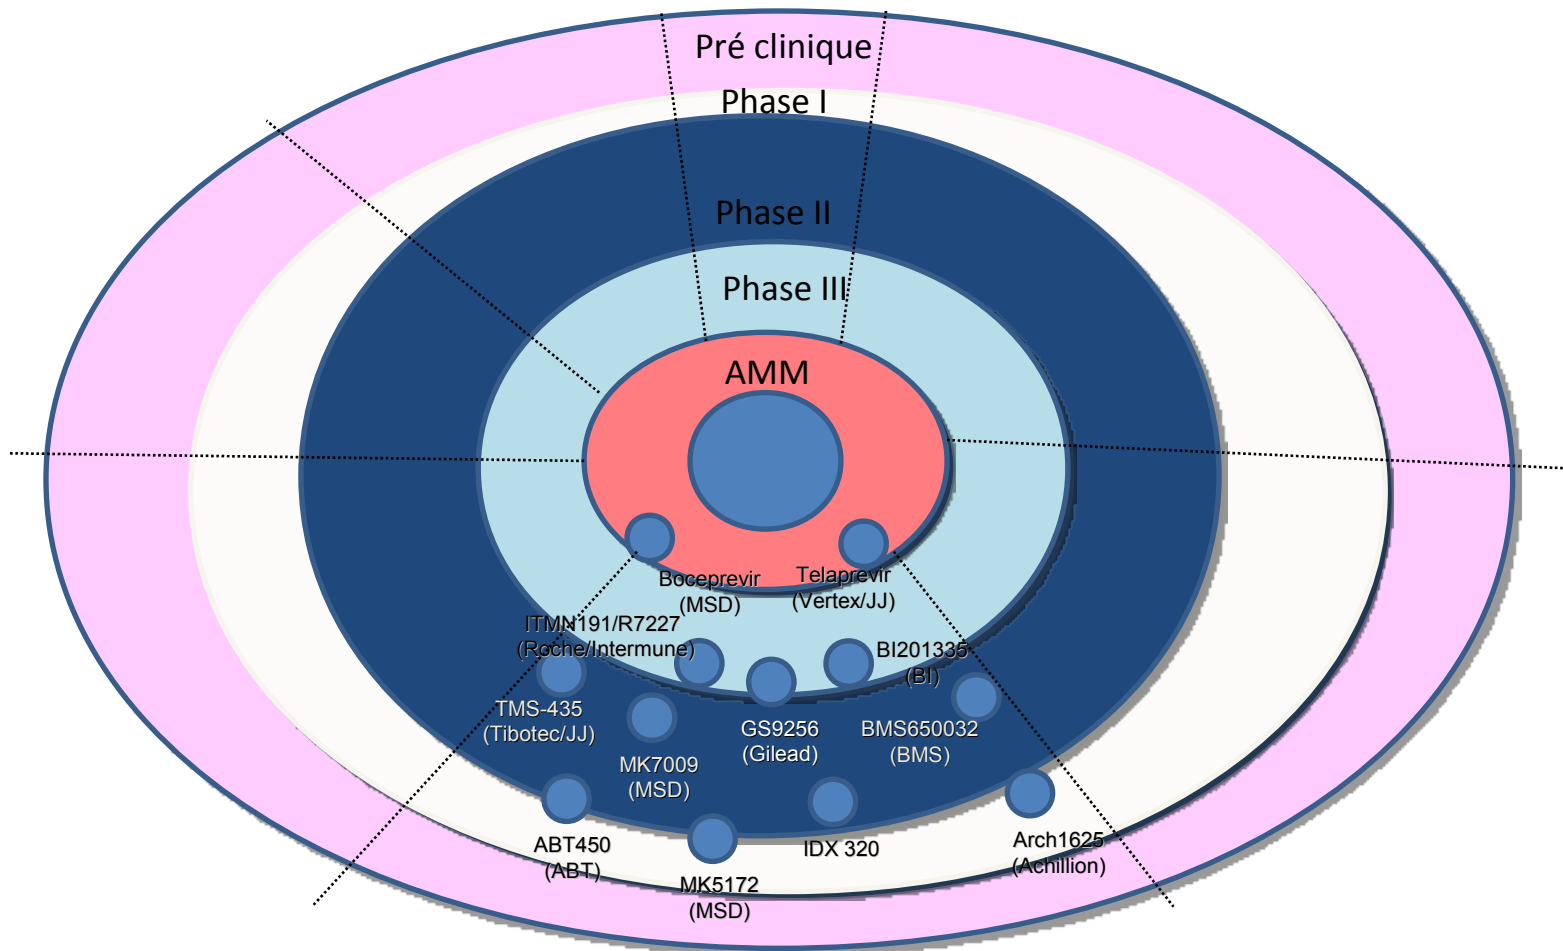 Pré clinique
Phase I
Phase II
Phase III
AMM
Boceprevir
(MSD)
Telaprevir
(Vertex/JJ)
ITMN191/R7227
(Roche/Intermune)
BI201335
(BI)
TMS-435
(Tibotec/JJ)
MK7009
(MSD)
GS9256
(Gilead)
BMS650032
(BMS)
ABT450
(ABT)
MK5172
(MSD)
IDX 320
Arch1625
(Achillion)